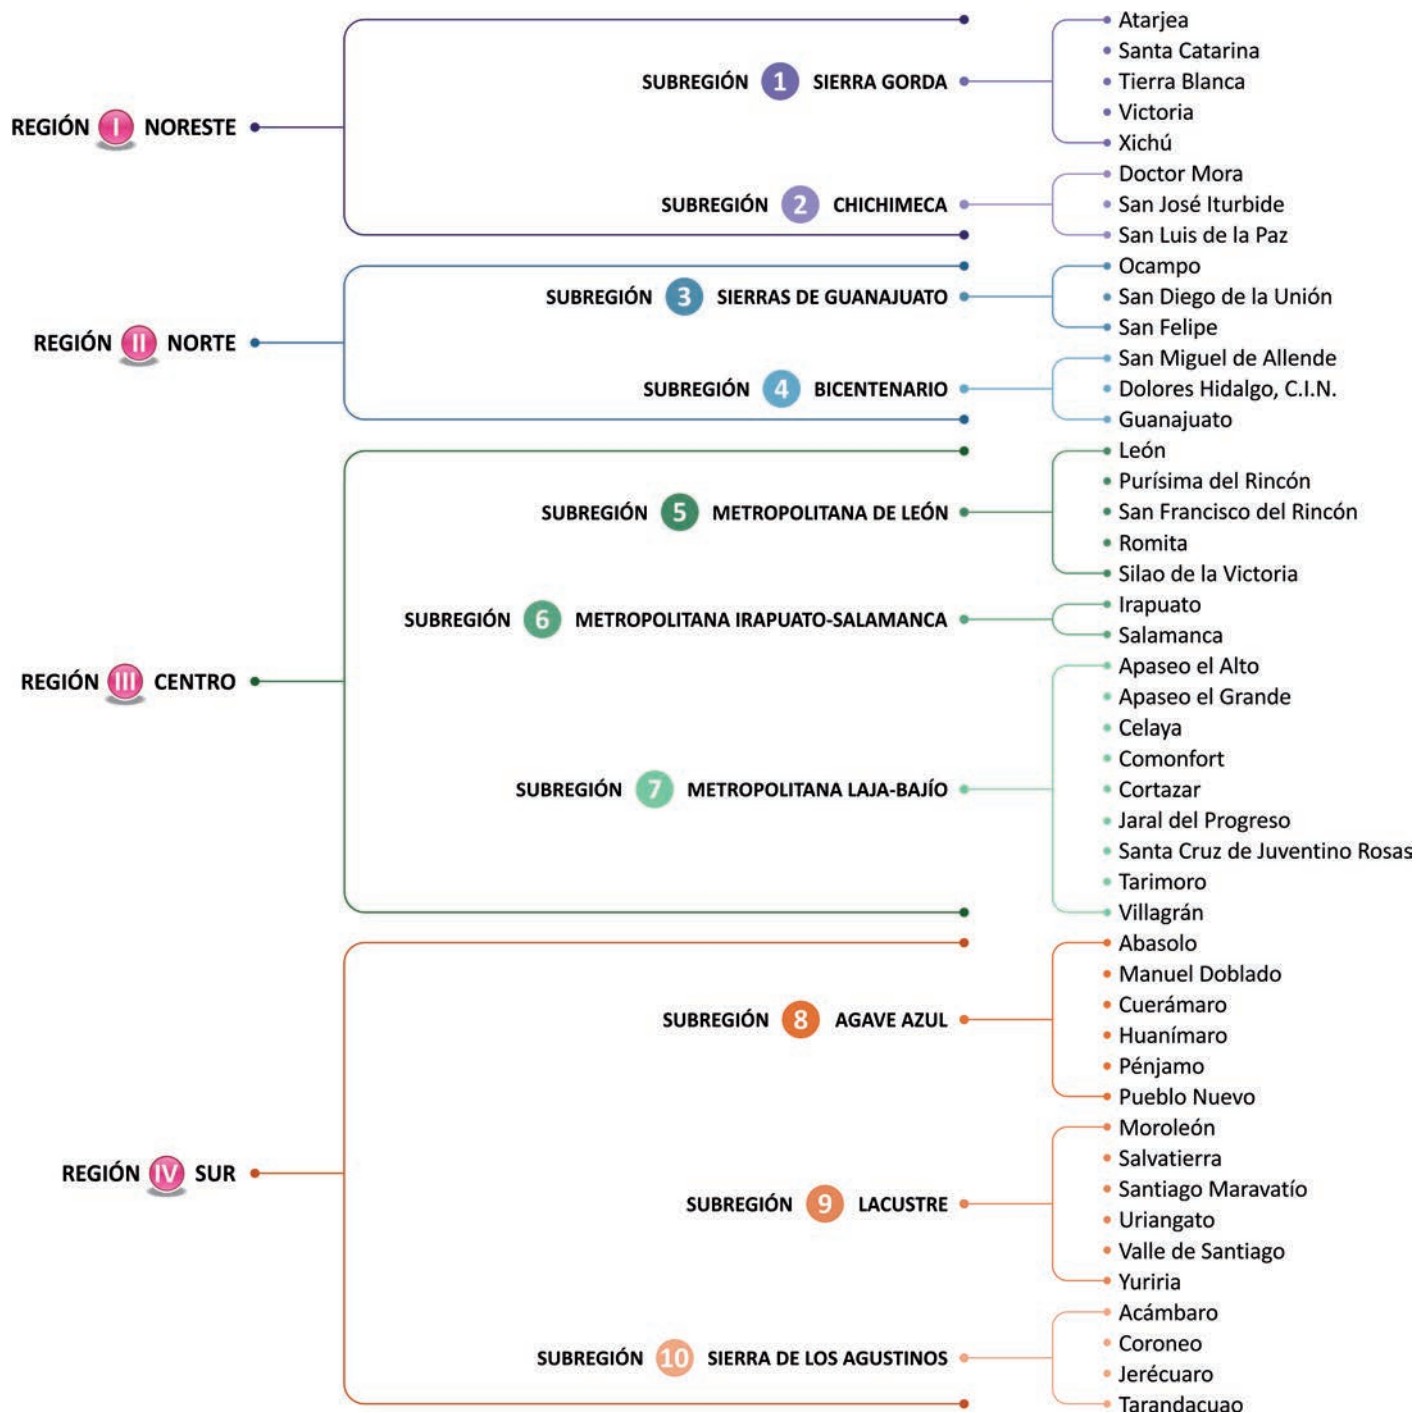 REGIÓN I NORESTE
SUBREGIÓN 1 SIERRA GORDA
Atarjea
Santa Catarina
Tierra Blanca
Victoria
Xichú
SUBREGIÓN 2 CHICHIMECA
Doctor Mora
San José Iturbide
San Luis de la Paz
REGIÓN II NORTE
SUBREGIÓN 3 SIERRAS DE GUANAJUATO
Ocampo
San Diego de la Unión
San Felipe
SUBREGIÓN 4 BICENTENARIO
San Miguel de Allende
Dolores Hidalgo, C.I.N.
Guanajuato
REGIÓN III CENTRO
SUBREGIÓN 5 METROPOLITANA DE LEÓN
León
Purísima del Rincón
San Francisco del Rincón
Romita
Silao de la Victoria
SUBREGIÓN 6 METROPOLITANA IRAPUATO-SALAMANCA
Irapuato
Salamanca
SUBREGIÓN 7 METROPOLITANA LAJA-BAJÍO
Apaseo el Alto
Apaseo el Grande
Celaya
Comonfort
Cortazar
Jaral del Progreso
Santa Cruz de Juventino Rosas
Tarimoro
Villagrán
REGIÓN IV SUR
SUBREGIÓN 8 AGAVE AZUL
Abasolo
Manuel Doblado
Cuerámaro
Huanímaro
Pénjamo
Pueblo Nuevo
SUBREGIÓN 9 LACUSTRE
Moroleón
Salvatierra
Santiago Maravatío
Uriangato
Valle de Santiago
Yuriria
SUBREGIÓN 10 SIERRA DE LOS AGUSTINOS
Acámbaro
Coroneo
Jerécuaro
Tarandacuao